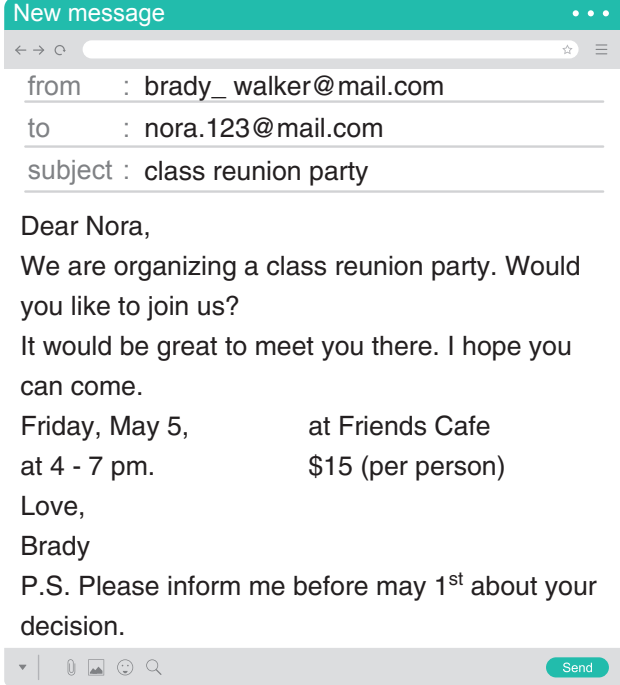 New message
from : brady_ walker@mail.com
to : nora.123@mail.com
subject : class reunion party
Dear Nora,
We are organizing a class reunion party. Would
you like to join us?
It would be great to meet you there. I hope you
can come.
Friday, May 5, at Friends Cafe
at 4 - 7 pm. $15 (per person)
Love,
Brady
P.S. Please inform me before may 1st about your
decision.
Send